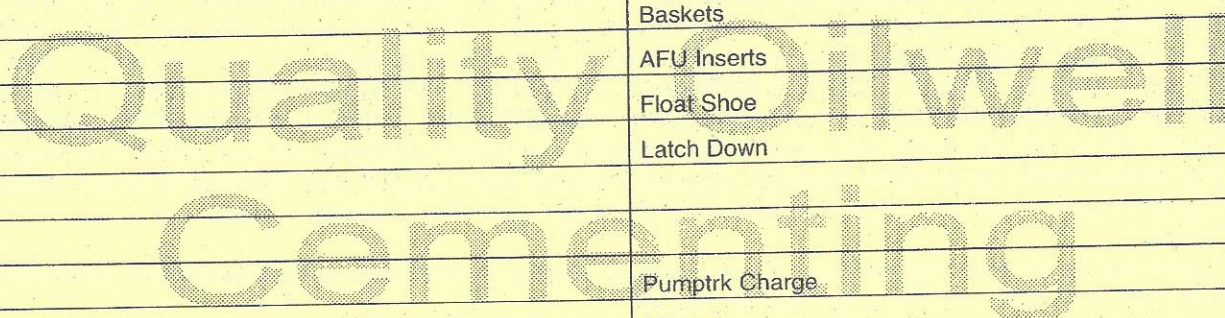 Baskets
AFU Inserts
Float Shoe
Latch Down
Pumptrk Charge
Quality Oilwell
Cementing